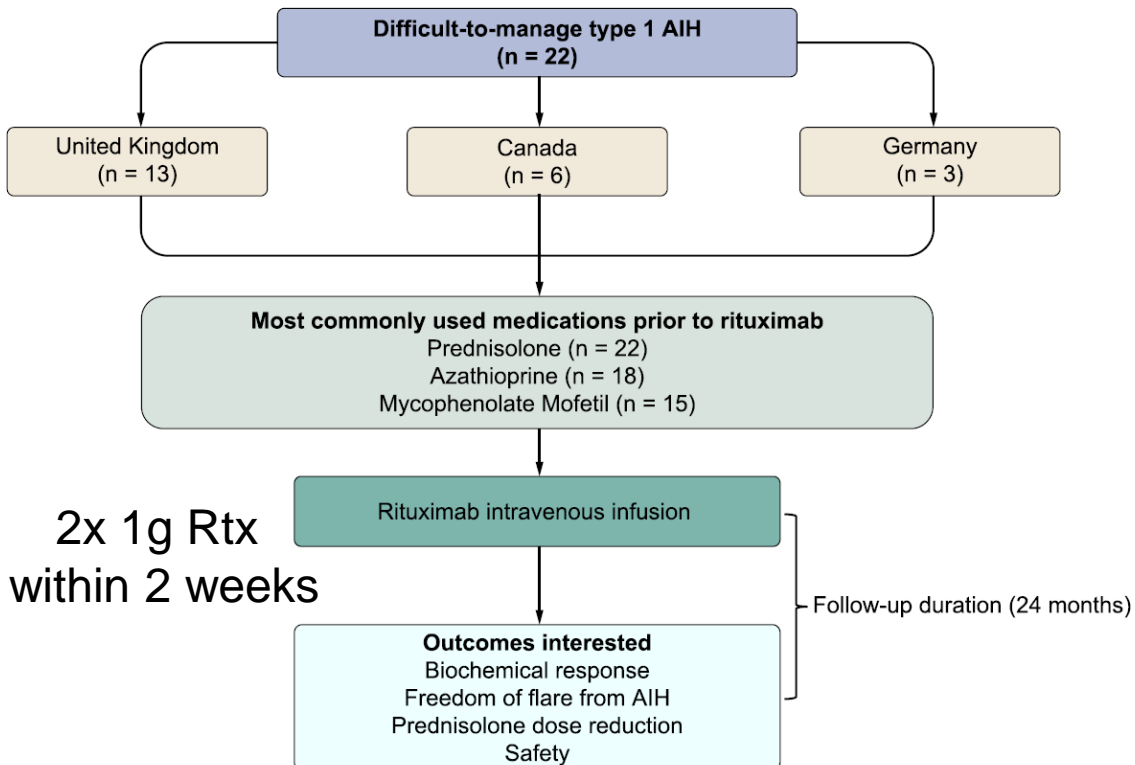 Difficult-to-manage type 1 AIH
(n = 22)
United Kingdom
(n = 13)
Canada
(n = 6)
Germany
(n = 3)
Most commonly used medications prior to rituximab
Prednisolone (n = 22)
Azathioprine (n = 18)
Mycophenolate Mofetil (n = 15)
Rituximab intravenous infusion
2x 1g Rtx
within 2 weeks
Follow-up duration (24 months)
Outcomes interested
Biochemical response
Freedom of flare from AIH
Prednisolone dose reduction
Safety